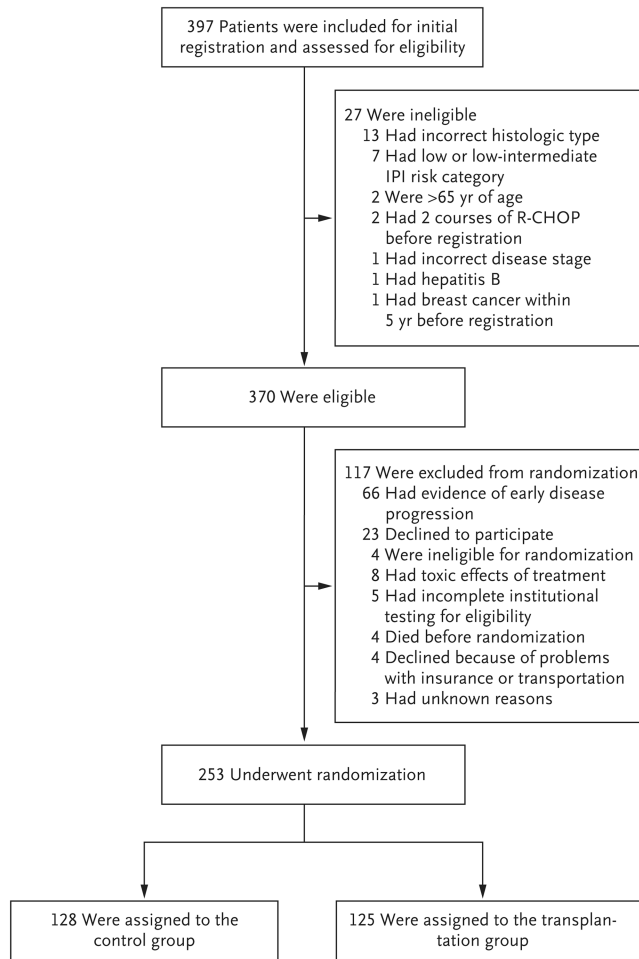 397 Patients were included for initial
registration and assessed for eligibility
27 Were ineligible
13 Had incorrect histologic type
7 Had low or low-intermediate
IPI risk category
2 Were >65 yr of age
2 Had 2 courses of R-CHOP
before registration
1 Had incorrect disease stage
1 Had hepatitis B
1 Had breast cancer within
5 yr before registration
370 Were eligible
117 Were excluded from randomization
66 Had evidence of early disease
progression
23 Declined to participate
4 Were ineligible for randomization
8 Had toxic effects of treatment
5 Had incomplete institutional
testing for eligibility
4 Died before randomization
4 Declined because of problems
with insurance or transportation
3 Had unknown reasons
253 Underwent randomization
128 Were assigned to the
control group
125 Were assigned to the transplan-
tation group